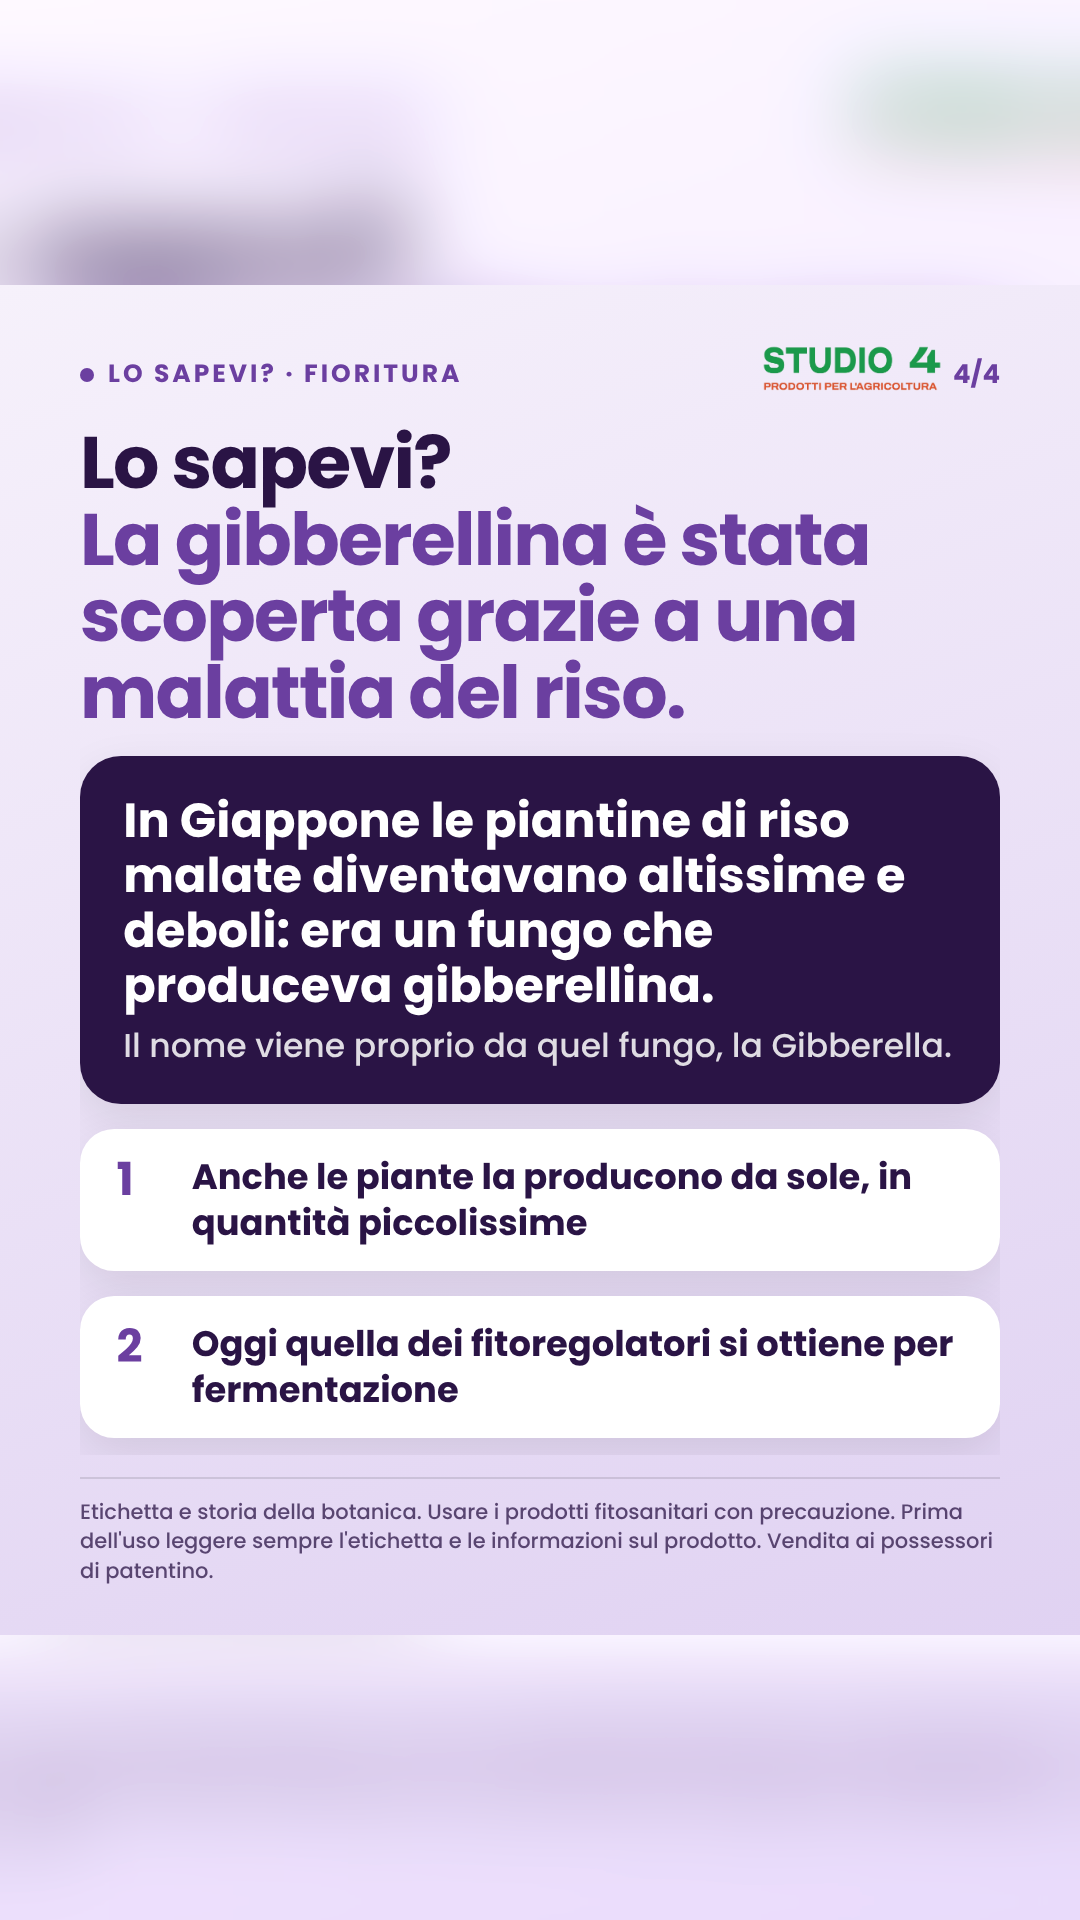 LO SAPEVI? · FIORITURA
STUDIO 4
PRODOTTI PER L'AGRICOLTURA
4/4
Lo sapevi?
La gibberellina è stata
scoperta grazie a una
malattia del riso.
In Giappone le piantine di riso
malate diventavano altissime e
deboli: era un fungo che
produceva gibberellina.
Il nome viene proprio da quel fungo, la Gibberella.
1
Anche le piante la producono da sole, in
quantità piccolissime
2
Oggi quella dei fitoregolatori si ottiene per
fermentazione
Etichetta e storia della botanica. Usare i prodotti fitosanitari con precauzione. Prima
dell'uso leggere sempre l'etichetta e le informazioni sul prodotto. Vendita ai possessori
di patentino.